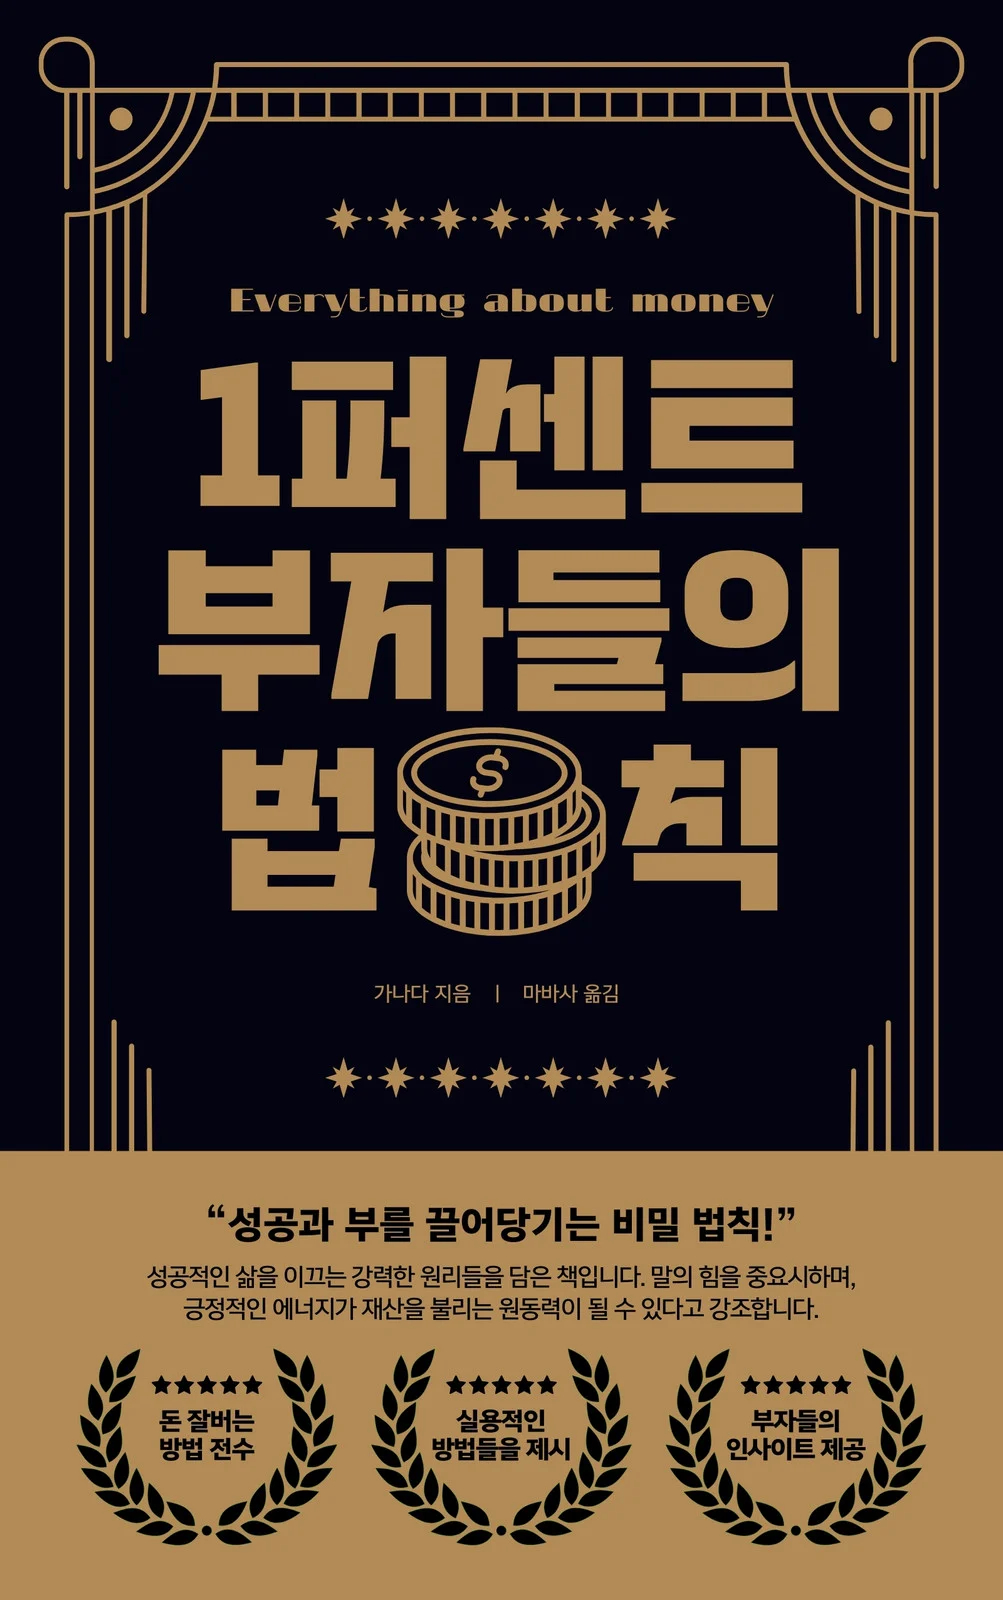 Everything about money
1퍼센트
부자들의
법칙
가나다 지음 | 마바사 옮김
“성공과 부를 끌어당기는 비밀 법칙!”
성공적인 삶을 이끄는 강력한 원리들을 담은 책입니다. 말의 힘을 중요시하며,
긍정적인 에너지가 재산을 불리는 원동력이 될 수 있다고 강조합니다.
돈 잘버는
방법 전수
실용적인
방법들을 제시
부자들의
인사이트 제공